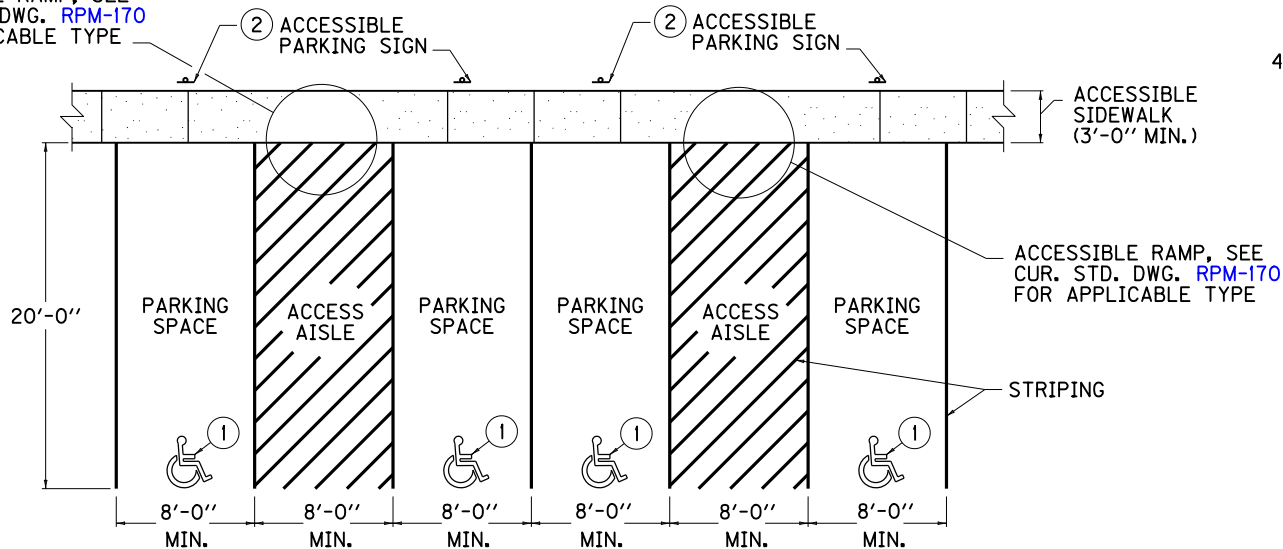 RAMP, SEE
DWG. RPM-170
CABLE TYPE
2 ACCESSIBLE
PARKING SIGN
2 ACCESSIBLE
PARKING SIGN
4
ACCESSIBLE
SIDEWALK
(3'-0'' MIN.)
ACCESSIBLE RAMP, SEE
CUR. STD. DWG. RPM-170
FOR APPLICABLE TYPE
20'-0''
PARKING
SPACE
ACCESS
AISLE
PARKING
SPACE
PARKING
SPACE
ACCESS
AISLE
PARKING
SPACE
STRIPING
1
1
1
1
8'-0''
MIN.
8'-0''
MIN.
8'-0''
MIN.
8'-0''
MIN.
8'-0''
MIN.
8'-0''
MIN.